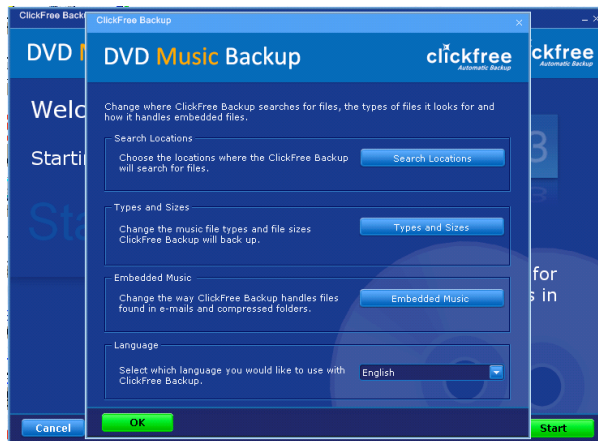 ClickFree Back
ClickFree Backup
DVD M
DVD Music Backup
clickfree
Automatic Backup
ckfree
Automatic Backup
Welc
Change where ClickFree Backup searches for files, the types of files it looks for and
how it handles embedded files.
Startin
Search Locations
Choose the locations where the ClickFree Backup
will search for files.
Search Locations
3
Types and Sizes
Change the music file types and file sizes
ClickFree Backup will back up.
Types and Sizes
Sta
Embedded Music
Change the way ClickFree Backup handles files
found in e-mails and compressed folders.
Embedded Music
for
s in
Language
Select which language you would like to use with
ClickFree Backup.
English
Cancel
OK
Start